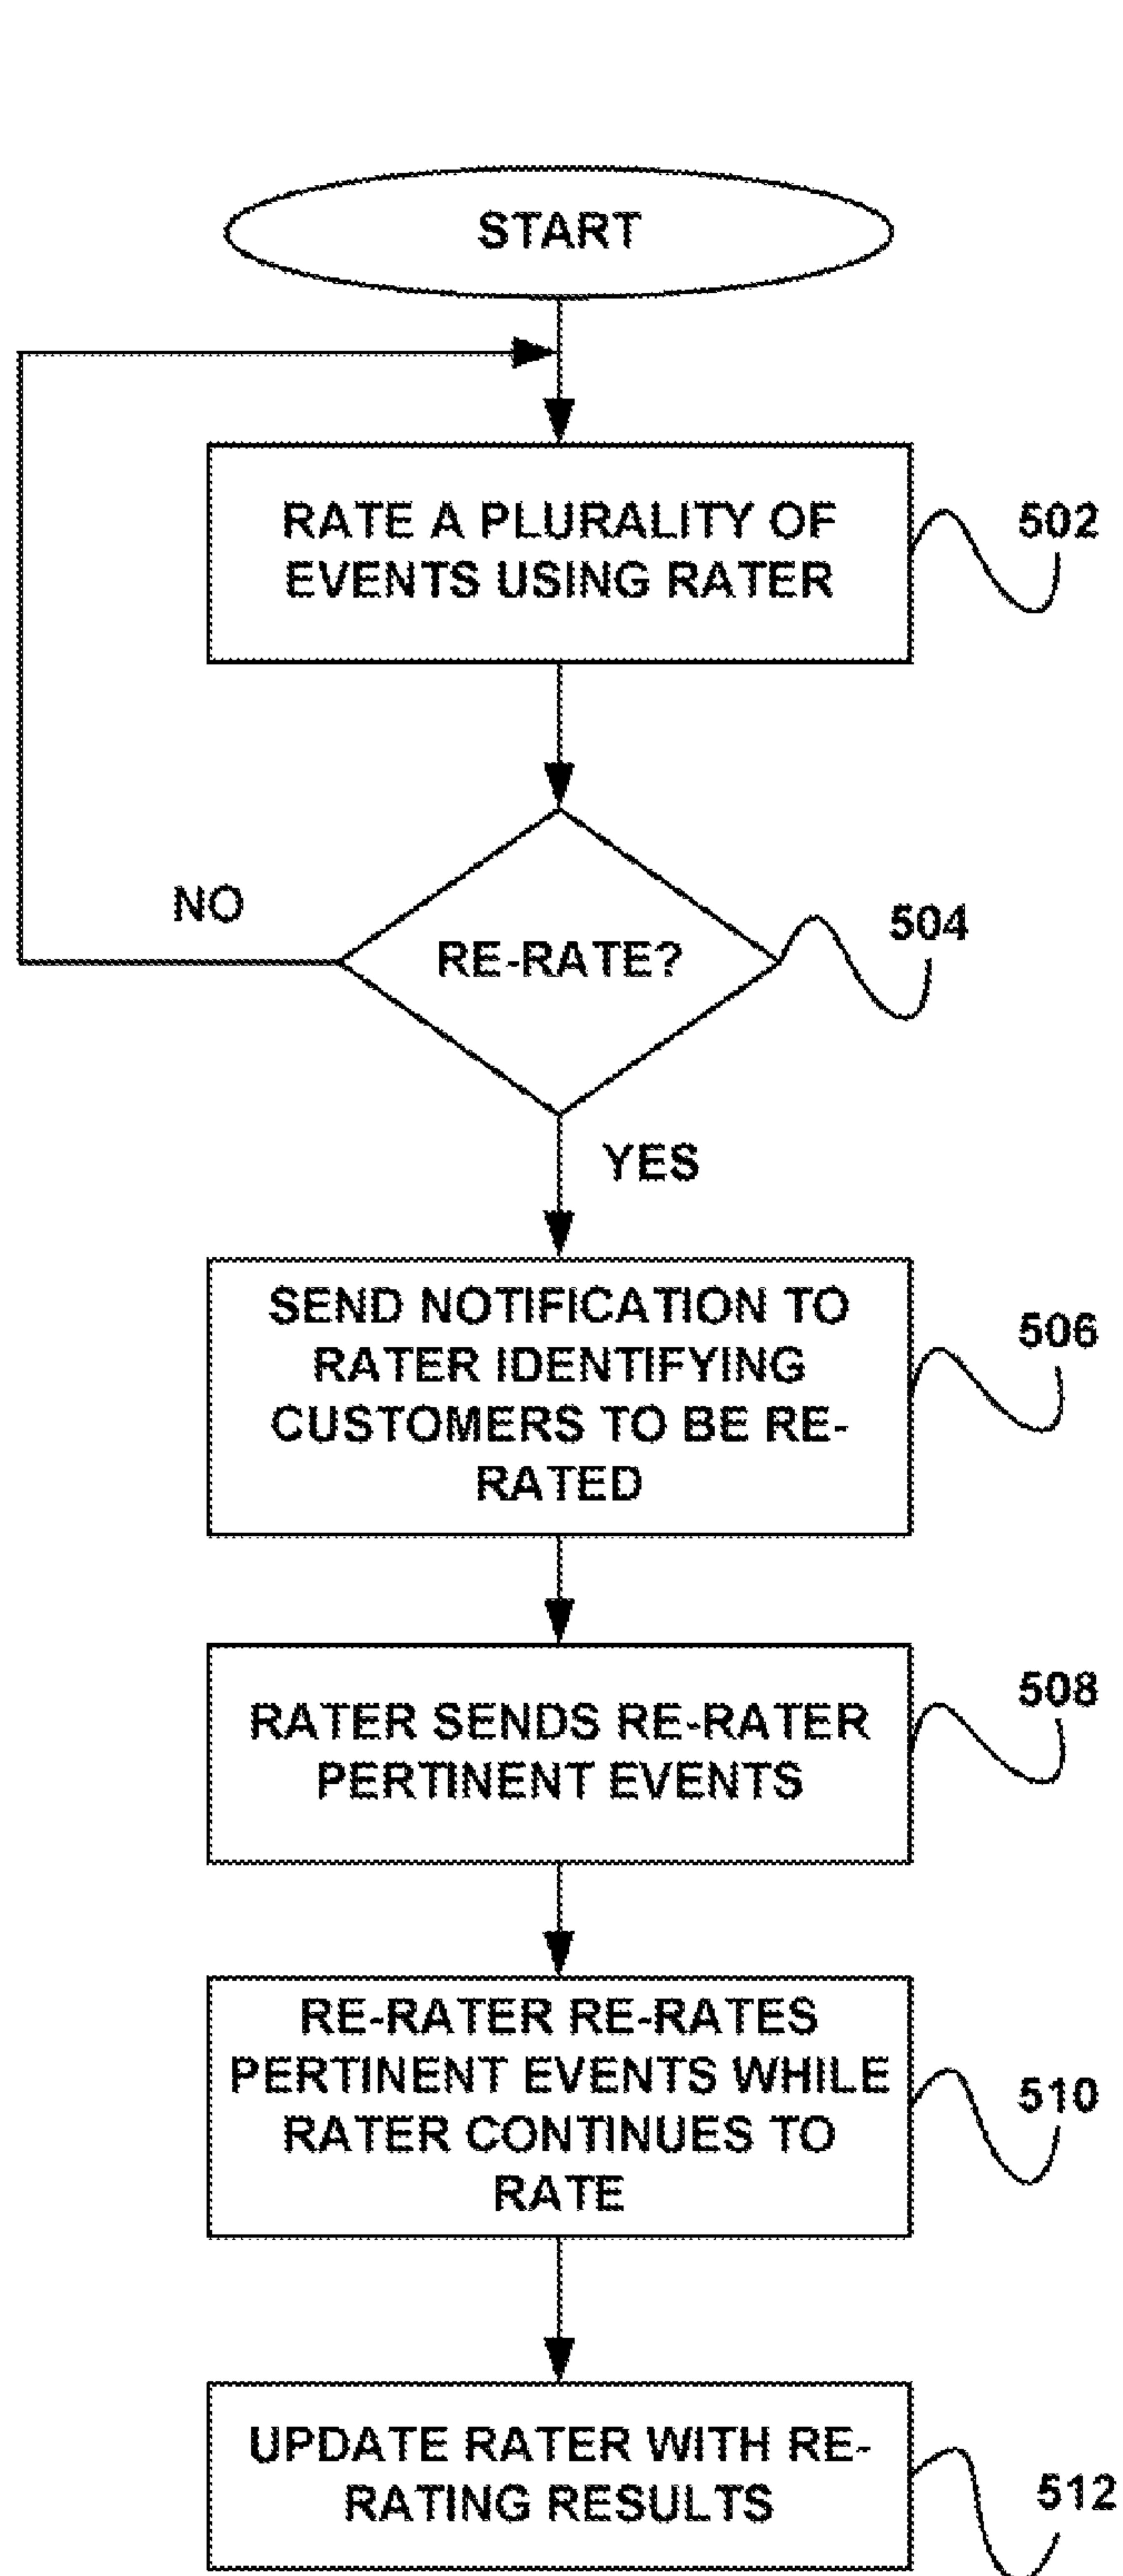 START
RATE A PLURALITY OF
EVENTS USING RATER
502
NO
RE-RATE?
504
YES
SEND NOTIFICATION TO
RATER IDENTIFYING
CUSTOMERS TO BE RE-
RATED
506
RATER SENDS RE-RATER
PERTINENT EVENTS
508
RE-RATER RE-RATES
PERTINENT EVENTS WHILE
RATER CONTINUES TO
RATE
510
UPDATE RATER WITH RE-
RATING RESULTS
512